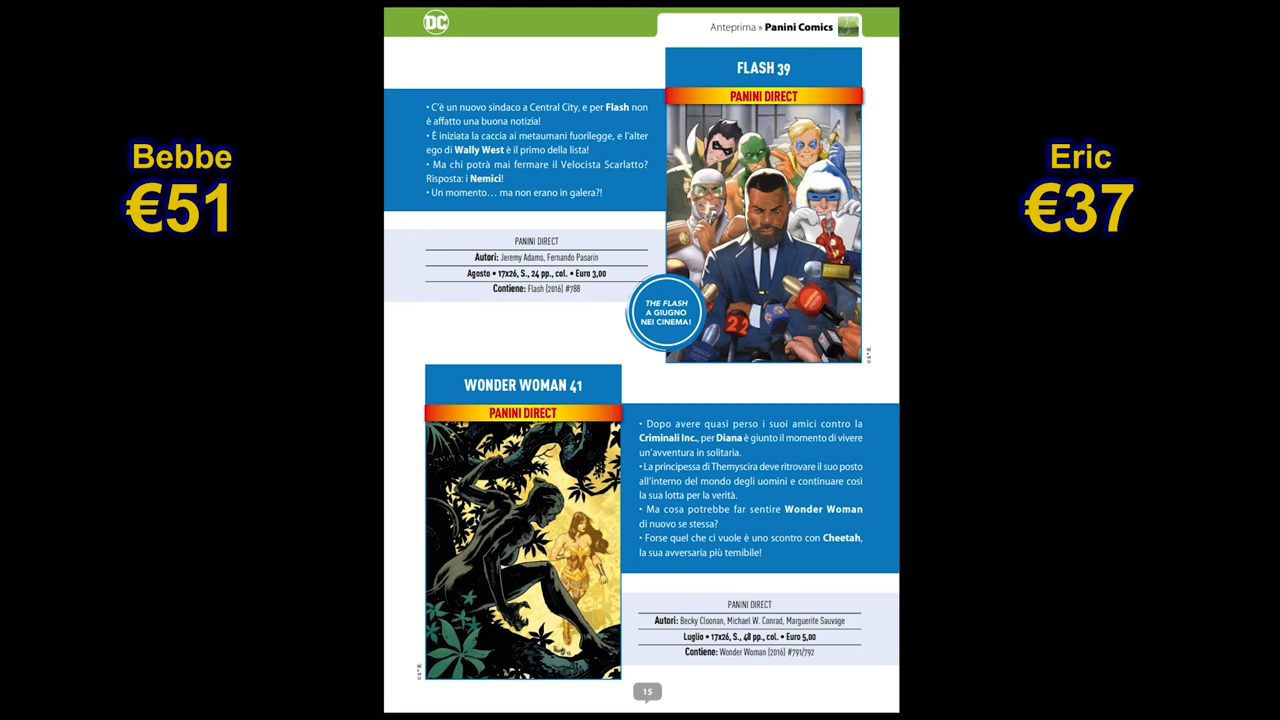 DC
Anteprima » Panini Comics
Bebbe
€51
Eric
€37
FLASH 39
PANINI DIRECT
• C'è un nuovo sindaco a Central City, e per Flash non
è affatto una buona notizia!
• È iniziata la caccia ai metaumani fuorilegge, e l'alter
ego di Wally West è il primo della lista!
• Ma chi potrà mai fermare il Velocista Scarlatto?
Risposta: i Nemici!
• Un momento… ma non erano in galera?!
PANINI DIRECT
Autori: Jeremy Adams, Fernando Pasarin
Agosto • 17x26, S., 24 pp., col. • Euro 3,00
Contiene: Flash (2016) #788
THE FLASH
A GIUGNO
NEI CINEMA!
WONDER WOMAN 41
PANINI DIRECT
• Dopo avere quasi perso i suoi amici contro la
Criminali Inc., per Diana è giunto il momento di vivere
un'avventura in solitaria.
• La principessa di Themyscira deve ritrovare il suo posto
all'interno del mondo degli uomini e continuare così
la sua lotta per la verità.
• Ma cosa potrebbe far sentire Wonder Woman
di nuovo se stessa?
• Forse quel che ci vuole è uno scontro con Cheetah,
la sua avversaria più temibile!
PANINI DIRECT
Autori: Becky Cloonan, Michael W. Conrad, Marguerite Sauvage
Luglio • 17x26, S., 48 pp., col. • Euro 5,00
Contiene: Wonder Woman (2016) #791/792
15